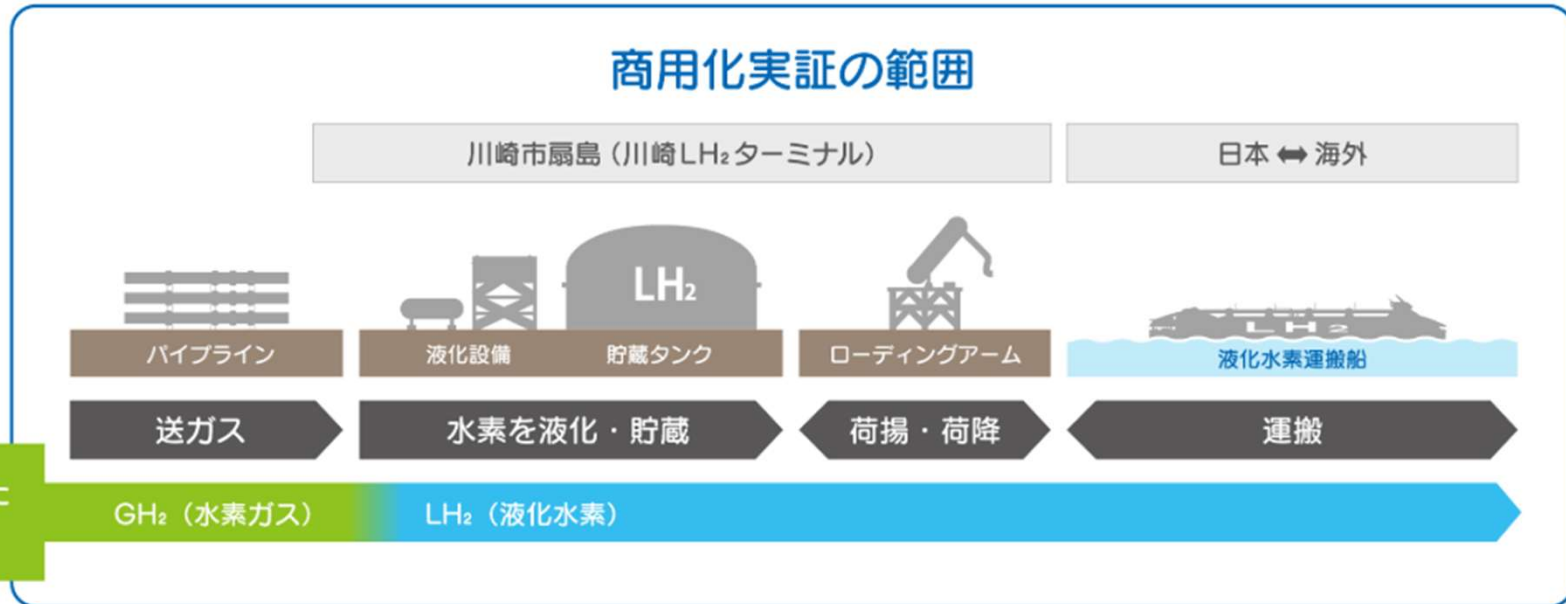 商用化実証の範囲
川崎市扇島（川崎LH₂ターミナル）
日本 ⬌ 海外
LH₂
LH₂
パイプライン
液化設備
貯蔵タンク
ローディングアーム
液化水素運搬船
送ガス
水素を液化・貯蔵
荷揚・荷降
運搬
GH₂（水素ガス）
LH₂（液化水素）